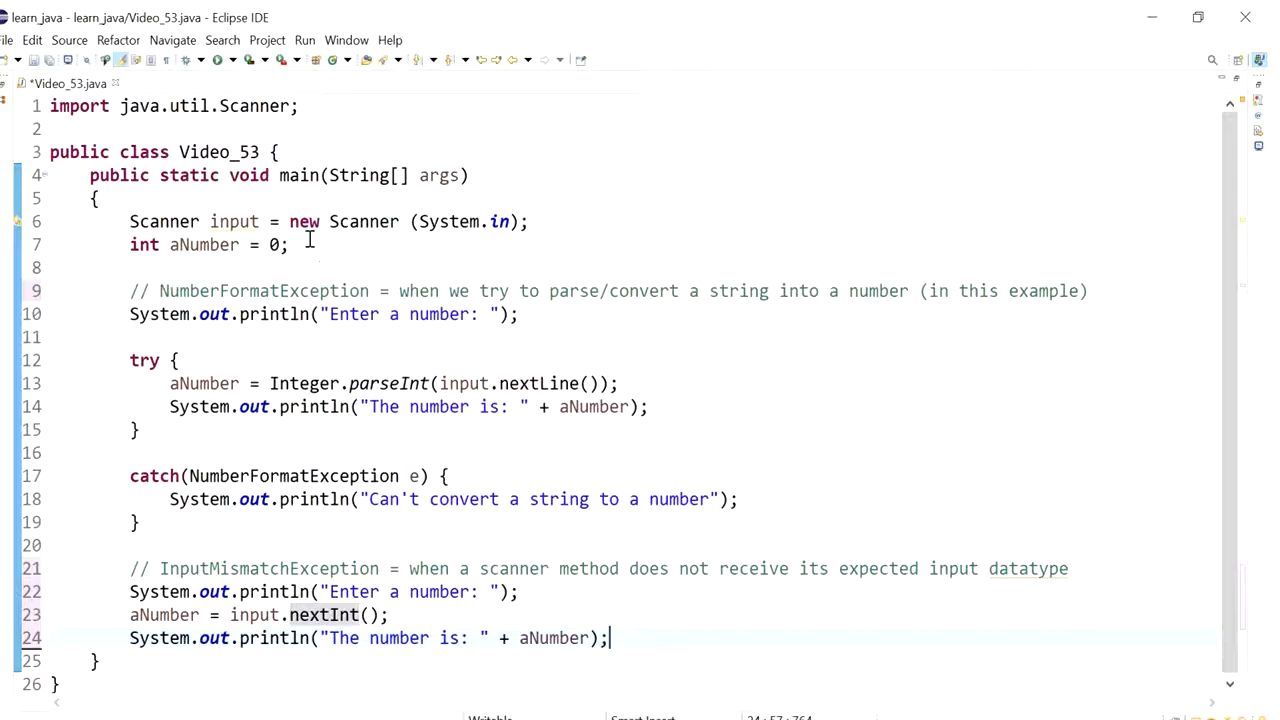 learn_java - learn_java/Video_53.java - Eclipse IDE
File Edit Source Refactor Navigate Search Project Run Window Help
*Video_53.java
1 import java.util.Scanner;
2
3 public class Video_53 {
4 public static void main(String[] args)
5 {
6 Scanner input = new Scanner (System.in);
7 int aNumber = 0;
8
9 // NumberFormatException = when we try to parse/convert a string into a number (in this example)
10 System.out.println("Enter a number: ");
11
12 try {
13 aNumber = Integer.parseInt(input.nextLine());
14 System.out.println("The number is: " + aNumber);
15 }
16
17 catch(NumberFormatException e) {
18 System.out.println("Can't convert a string to a number");
19 }
20
21 // InputMismatchException = when a scanner method does not receive its expected input datatype
22 System.out.println("Enter a number: ");
23 aNumber = input.nextInt();
24 System.out.println("The number is: " + aNumber);
25 }
26 }
Writable Smart Insert 24 : 57 : 764